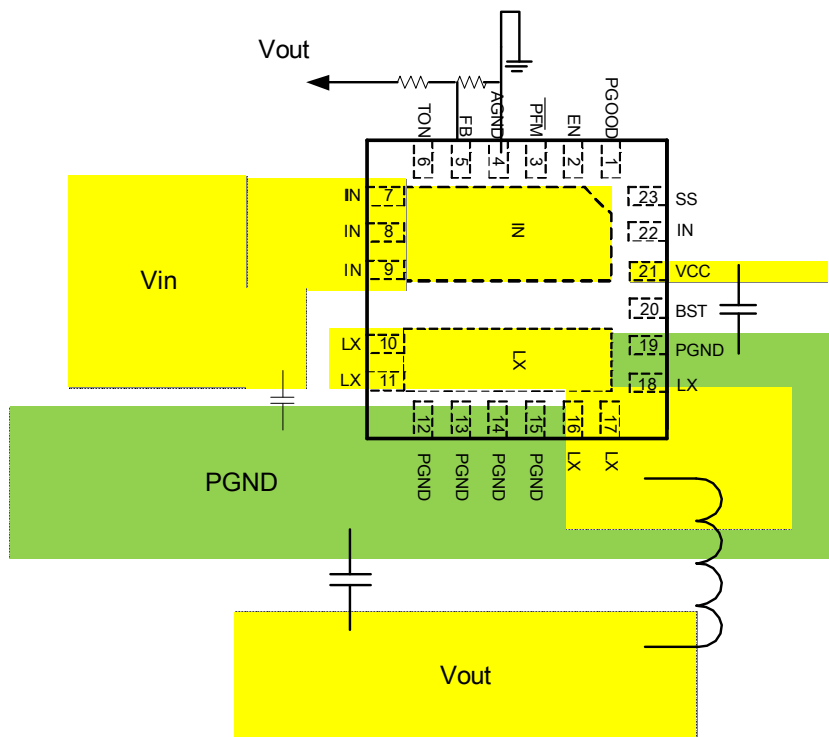 Vout
TON
FB
AGND
PFM
EN
PGOOD
6
5
4
3
2
1
IN
7
IN
8
IN
9
IN
23
SS
22
IN
21
VCC
20
BST
19
PGND
18
LX
Vin
LX
10
LX
11
LX
12
13
14
15
16
17
PGND
PGND
PGND
PGND
LX
LX
PGND
Vout